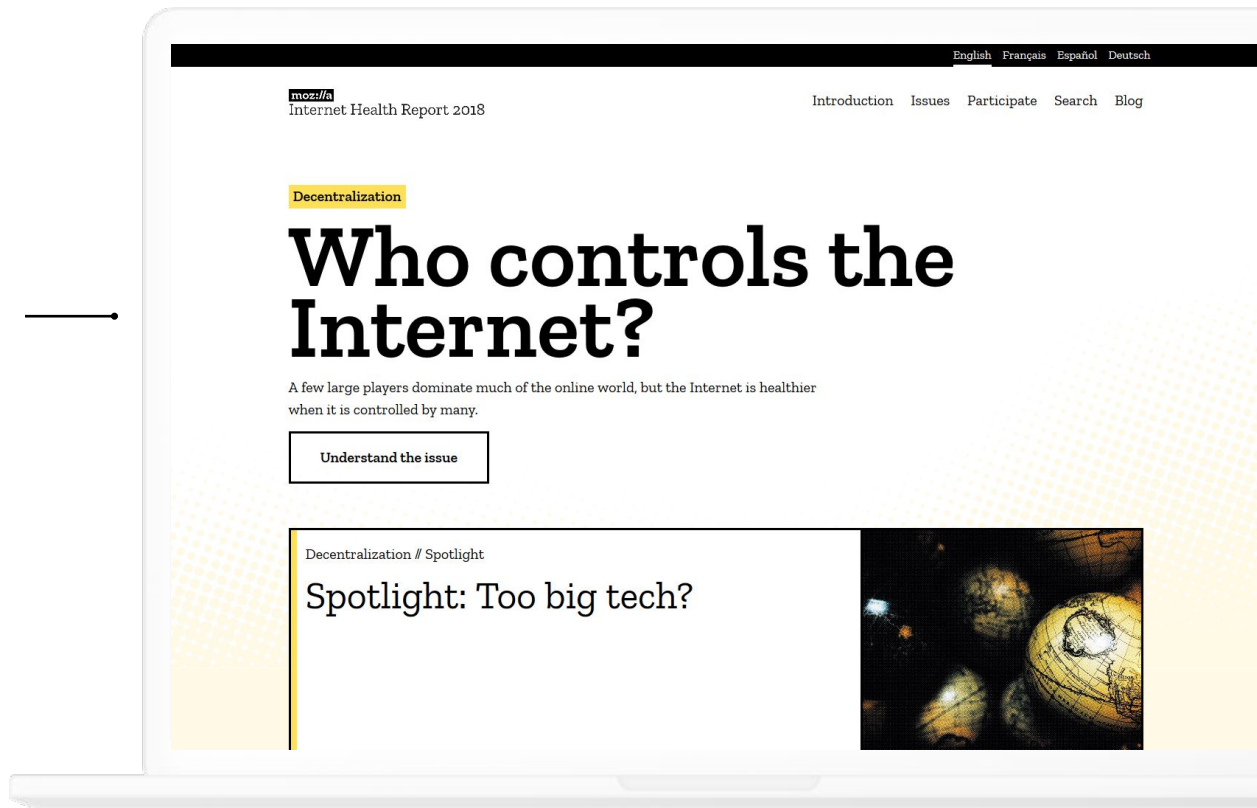 English Français Español Deutsch
moz://a
Internet Health Report 2018
Introduction Issues Participate Search Blog
Decentralization
Who controls the
Internet?
A few large players dominate much of the online world, but the Internet is healthier
when it is controlled by many.
Understand the issue
Decentralization // Spotlight
Spotlight: Too big tech?